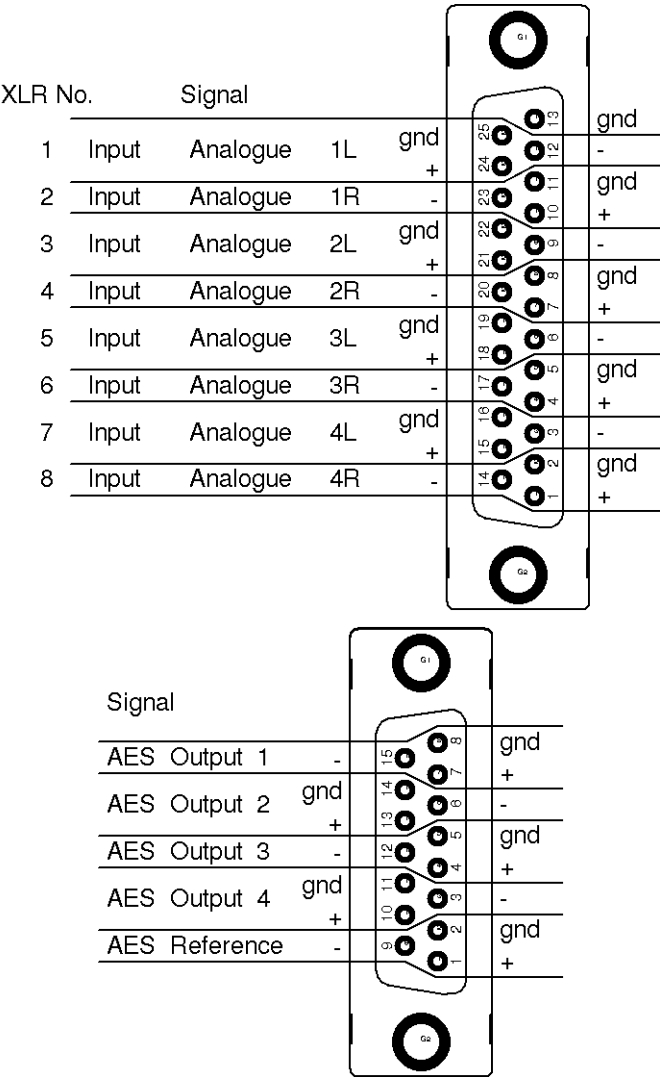 G1
XLR No. Signal
13 gnd
1 Input Analogue 1L gnd 25
12 -
+ 24
11 gnd
2 Input Analogue 1R - 23
10 +
3 Input Analogue 2L gnd 22
9 -
+ 21
8 gnd
4 Input Analogue 2R - 20
7 +
5 Input Analogue 3L gnd 19
6 -
+ 18
5 gnd
6 Input Analogue 3R - 17
4 +
7 Input Analogue 4L gnd 16
3 -
+ 15
2 gnd
8 Input Analogue 4R - 14
1 +
G2
G1
Signal
8 gnd
AES Output 1 - 15
7 +
AES Output 2 gnd 14
6 -
+ 13
5 gnd
AES Output 3 - 12
4 +
AES Output 4 gnd 11
3 -
+ 10
2 gnd
AES Reference - 9
1 +
G2